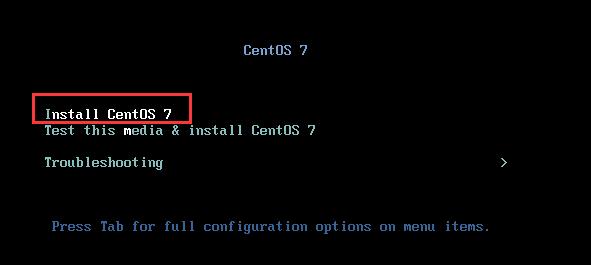 CentOS 7
Install CentOS 7
Test this media & install CentOS 7
Troubleshooting >
Press Tab for full configuration options on menu items.